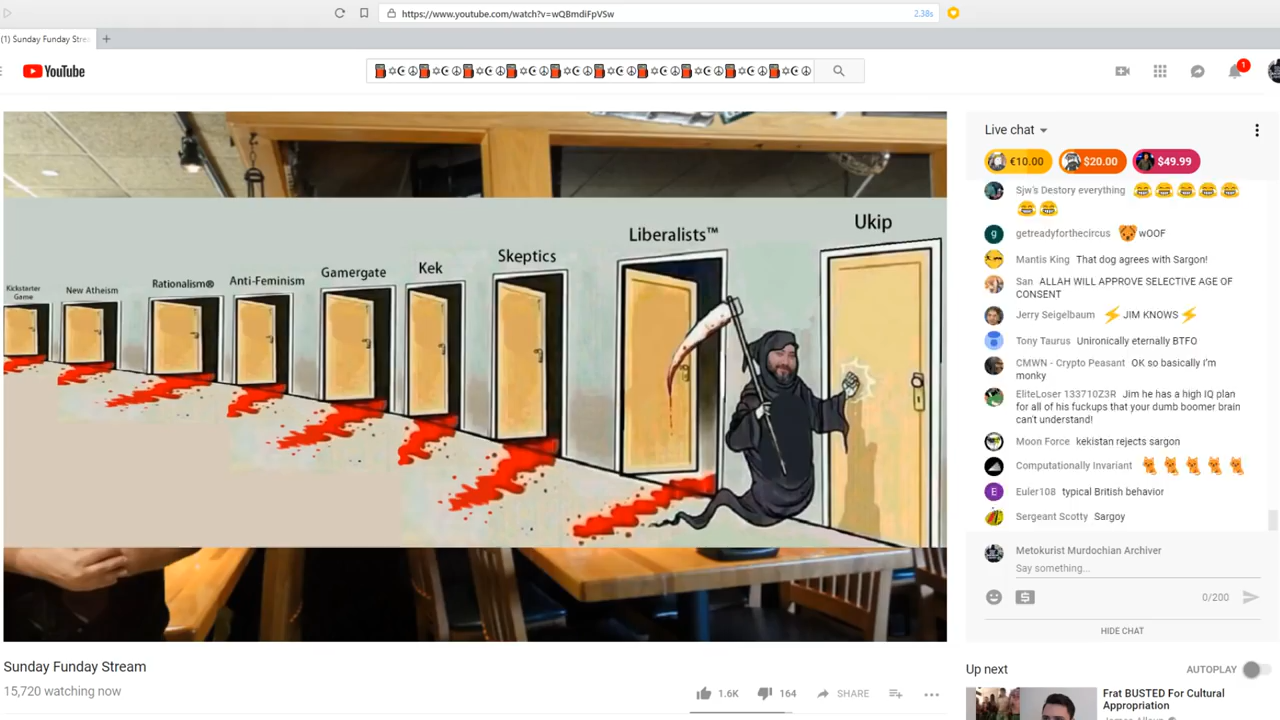 https://www.youtube.com/watch?v=wQBmdiFpVSw
2.38s
(1) Sunday Funday Stre
YouTube
1
Kickstarter
Game
New Atheism
Rationalism®
Anti-Feminism
Gamergate
Kek
Skeptics
Liberalists™
Ukip
Live chat
€10.00
$20.00
$49.99
Sjw's Destory everything 😂😂😂😂😂
😂😂
g
getreadyforthecircus wOOF
Mantis King That dog agrees with Sargon!
San ALLAH WILL APPROVE SELECTIVE AGE OF
CONSENT
Jerry Seigelbaum ⚡JIM KNOWS⚡
Tony Taurus Unironically eternally BTFO
CMWN - Crypto Peasant OK so basically I'm
monky
EliteLoser 133710Z3R Jim he has a high IQ plan
for all of his fuckups that your dumb boomer brain
can't understand!
Moon Force kekistan rejects sargon
Computationally Invariant
E
Euler108 typical British behavior
Sergeant Scotty Sargoy
Metokurist Murdochian Archiver
Say something...
0/200
HIDE CHAT
Sunday Funday Stream
15,720 watching now
1.6K
164
SHARE
Up next
AUTOPLAY
Frat BUSTED For Cultural
Appropriation